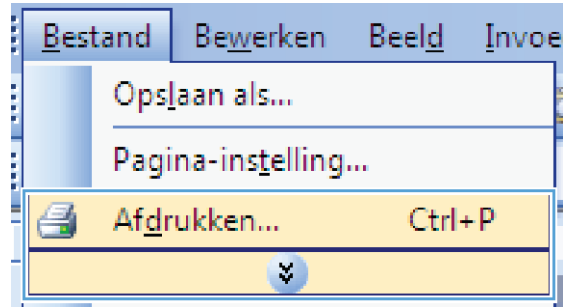 Bestand Bewerken Beeld Invoe
Opslaan als...
Pagina-instelling...
Afdrukken... Ctrl+P